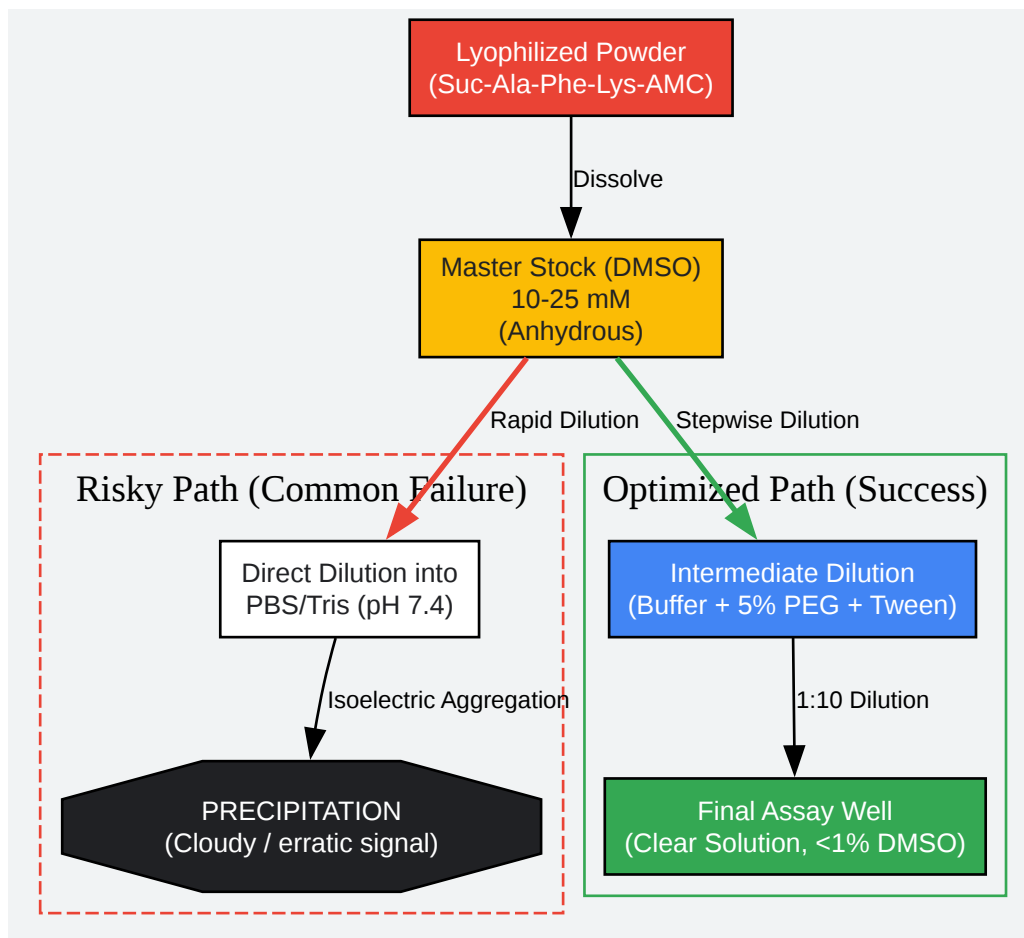 Lyophilized Powder
(Suc-Ala-Phe-Lys-AMC)
Dissolve
Master Stock (DMSO)
10-25 mM
(Anhydrous)
Rapid Dilution
Stepwise Dilution
Risky Path (Common Failure)
Direct Dilution into
PBS/Tris (pH 7.4)
Isoelectric Aggregation
PRECIPITATION
(Cloudy / erratic signal)
Optimized Path (Success)
Intermediate Dilution
(Buffer + 5% PEG + Tween)
1:10 Dilution
Final Assay Well
(Clear Solution, <1% DMSO)